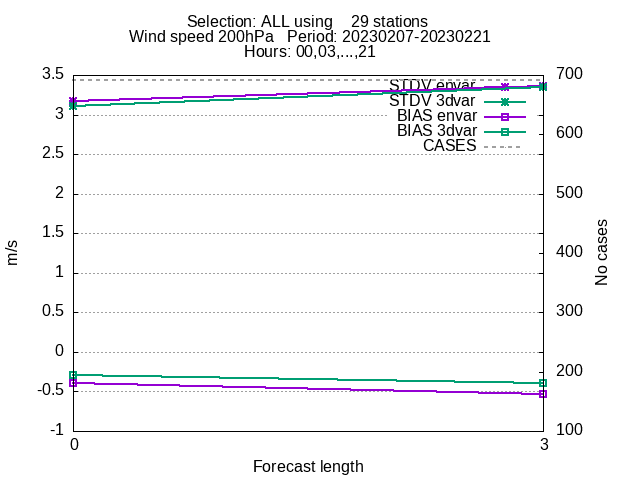 Selection: ALL using    29 stations
Wind speed 200hPa   Period: 20230207-20230221
Hours: 00,03,...,21
3.5
3
2.5
2
1.5
1
0.5
0
-0.5
-1
m/s
700
600
500
400
300
200
100
No cases
STDV envar
STDV 3dvar
BIAS envar
BIAS 3dvar
CASES
0
3
Forecast length